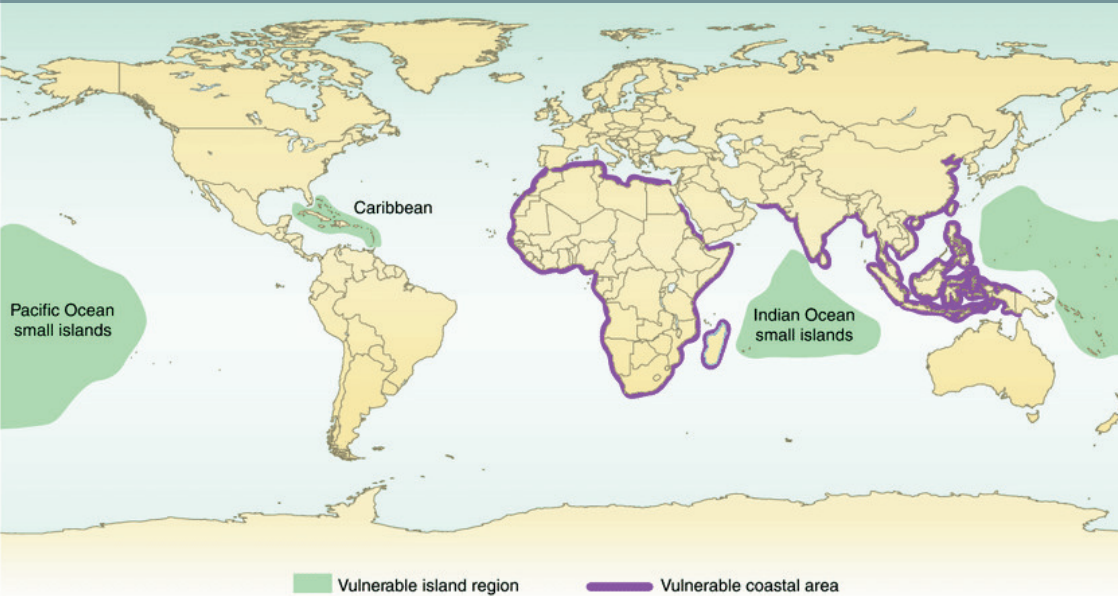 Caribbean
Pacific Ocean
small islands
Indian Ocean
small islands
Vulnerable island region
Vulnerable coastal area